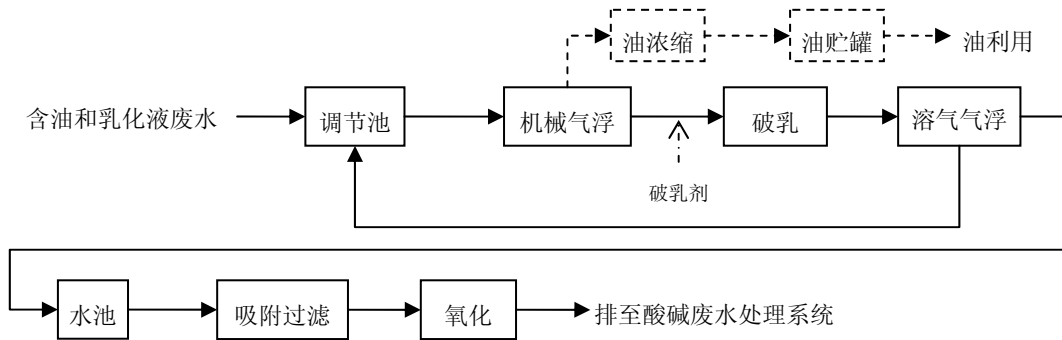 油浓缩 油贮罐 油利用
含油和乳化液废水 调节池 机械气浮 破乳 溶气气浮
破乳剂
水池 吸附过滤 氧化 排至酸碱废水处理系统